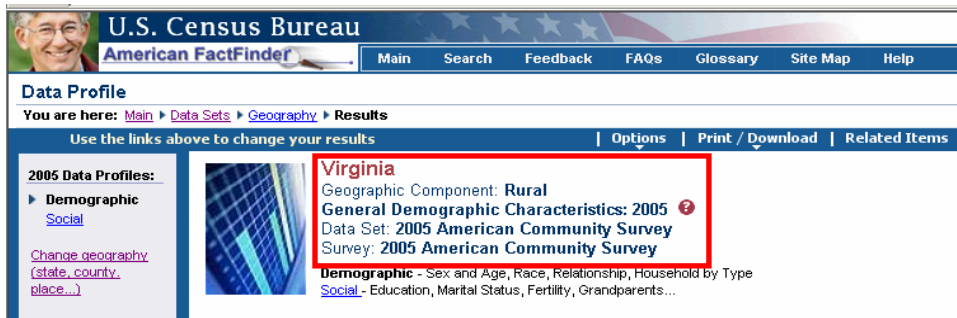 U.S. Census Bureau
American FactFinder
Main Search Feedback FAQs Glossary Site Map Help
Data Profile
You are here: Main ▶ Data Sets ▶ Geography ▶ Results
Use the links above to change your results | Options | Print / Download | Related Items
2005 Data Profiles:
▶ Demographic
Social
Change geography
(state, county,
place...)
Virginia
Geographic Component: Rural
General Demographic Characteristics: 2005 ?
Data Set: 2005 American Community Survey
Survey: 2005 American Community Survey
Demographic - Sex and Age, Race, Relationship, Household by Type
Social - Education, Marital Status, Fertility, Grandparents...